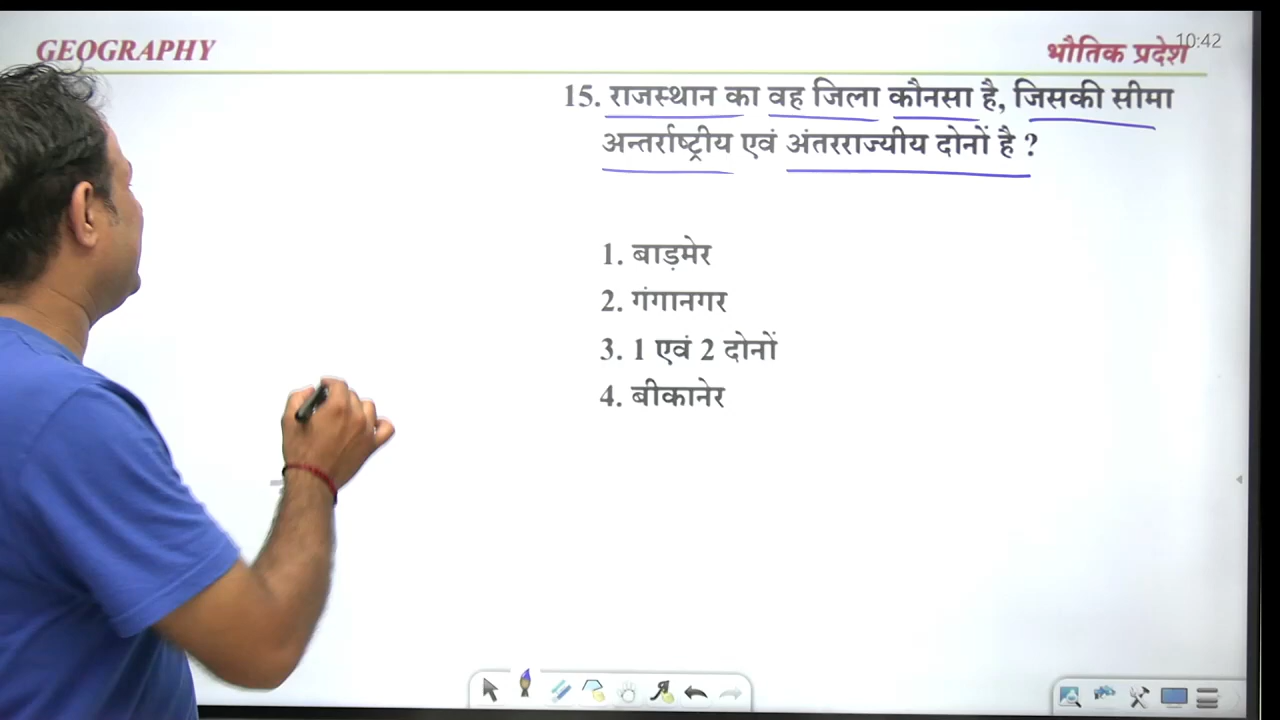 GEOGRAPHY
भौतिक प्रदेश
10:42
15. राजस्थान का वह जिला कौनसा है, जिसकी सीमा
अन्तर्राष्ट्रीय एवं अंतरराज्यीय दोनों है ?
1. बाड़मेर
2. गंगानगर
3. 1 एवं 2 दोनों
4. बीकानेर